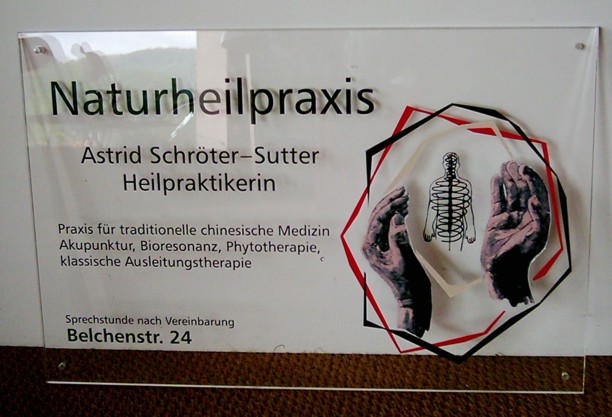 Naturheilpraxis
Astrid Schröter–Sutter
Heilpraktikerin
Praxis für traditionelle chinesische Medizin
Akupunktur, Bioresonanz, Phytotherapie,
klassische Ausleitungstherapie
Sprechstunde nach Vereinbarung
Belchenstr. 24